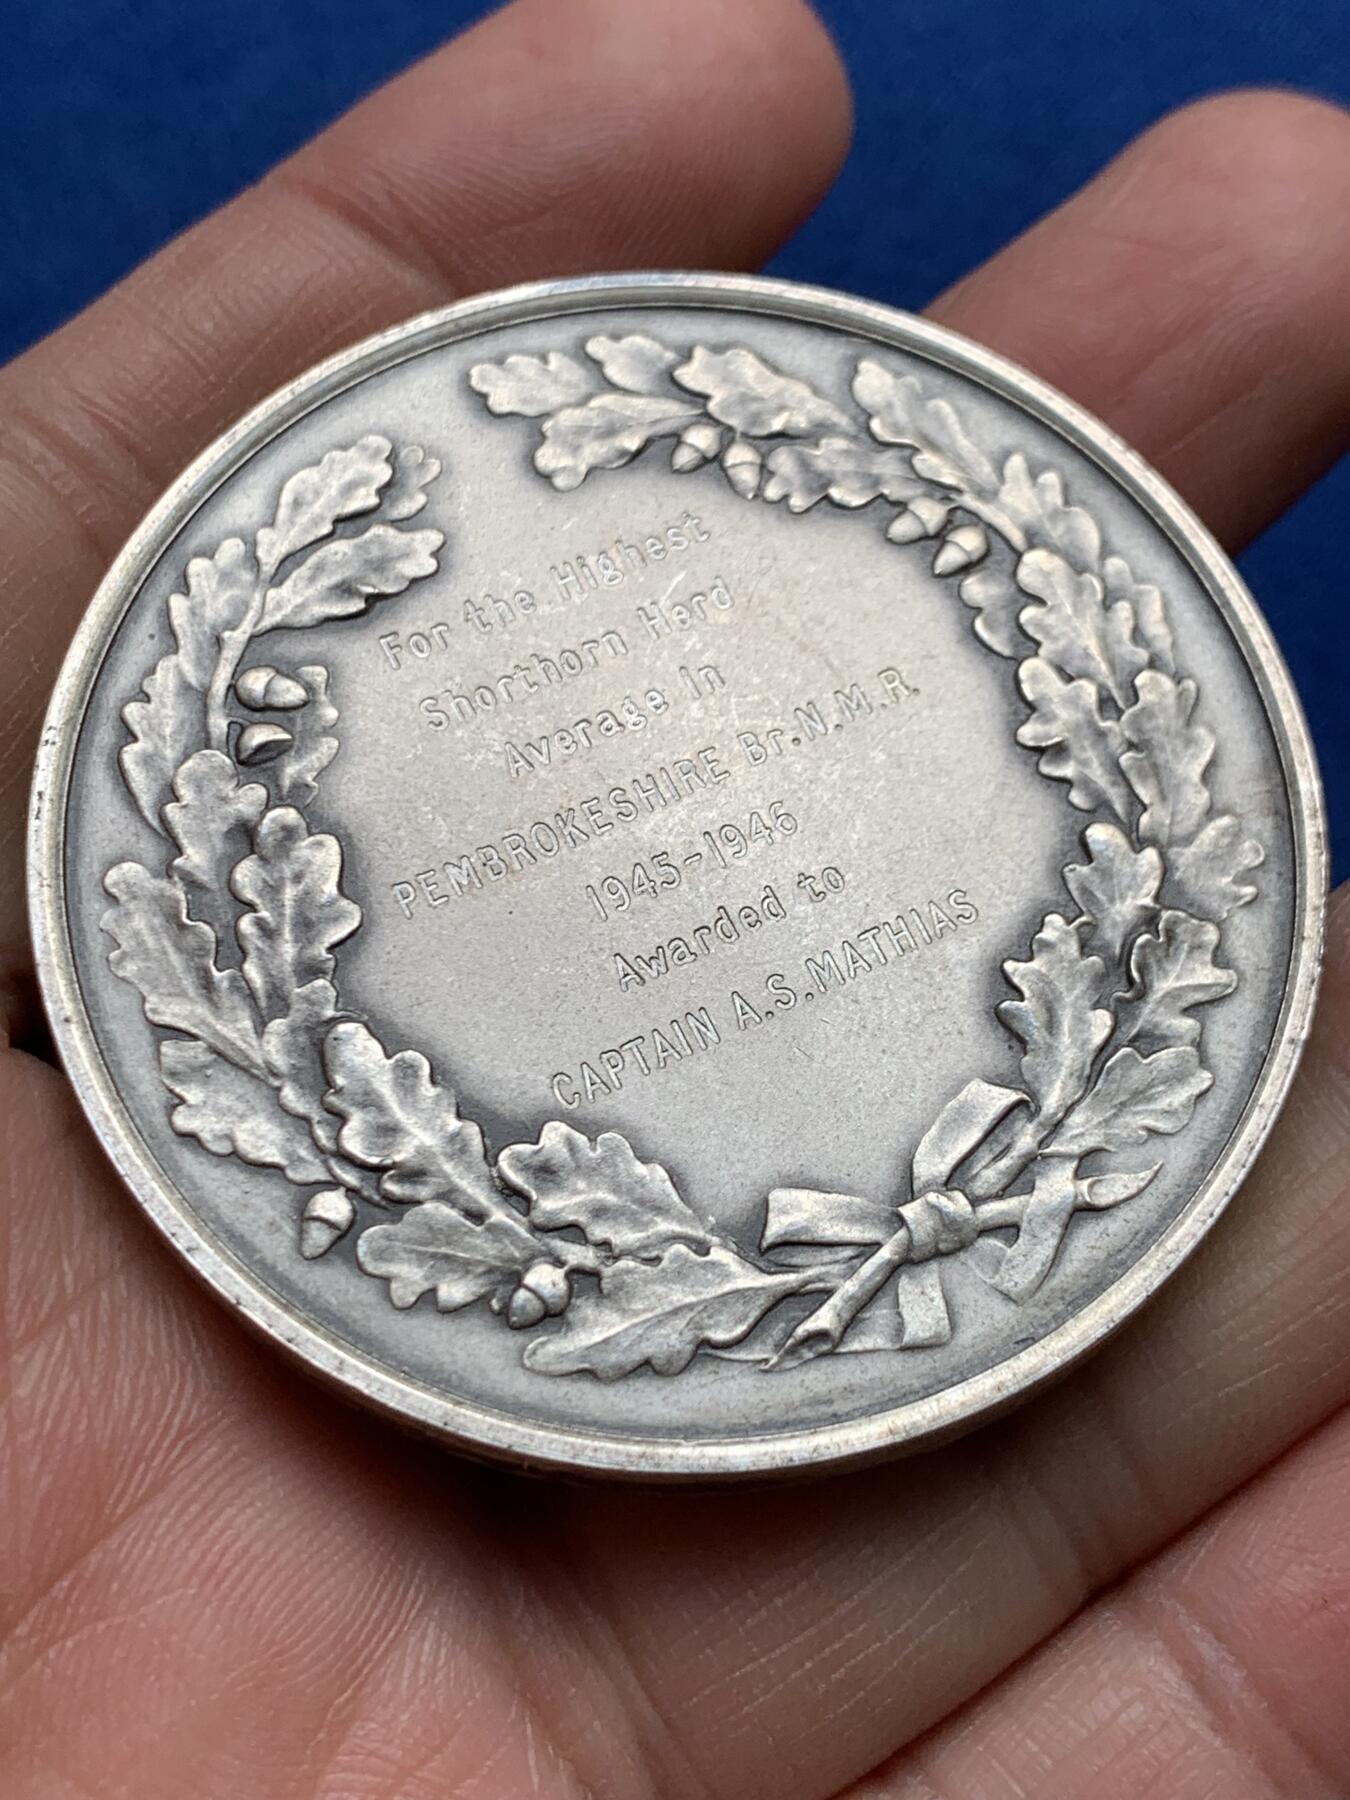 For the Highest
Shorthorn Herd
Average in
PEMBROKESHIRE Br.N.M.R.
1945-1946
Awarded to
CAPTAIN A.S.MATHIAS